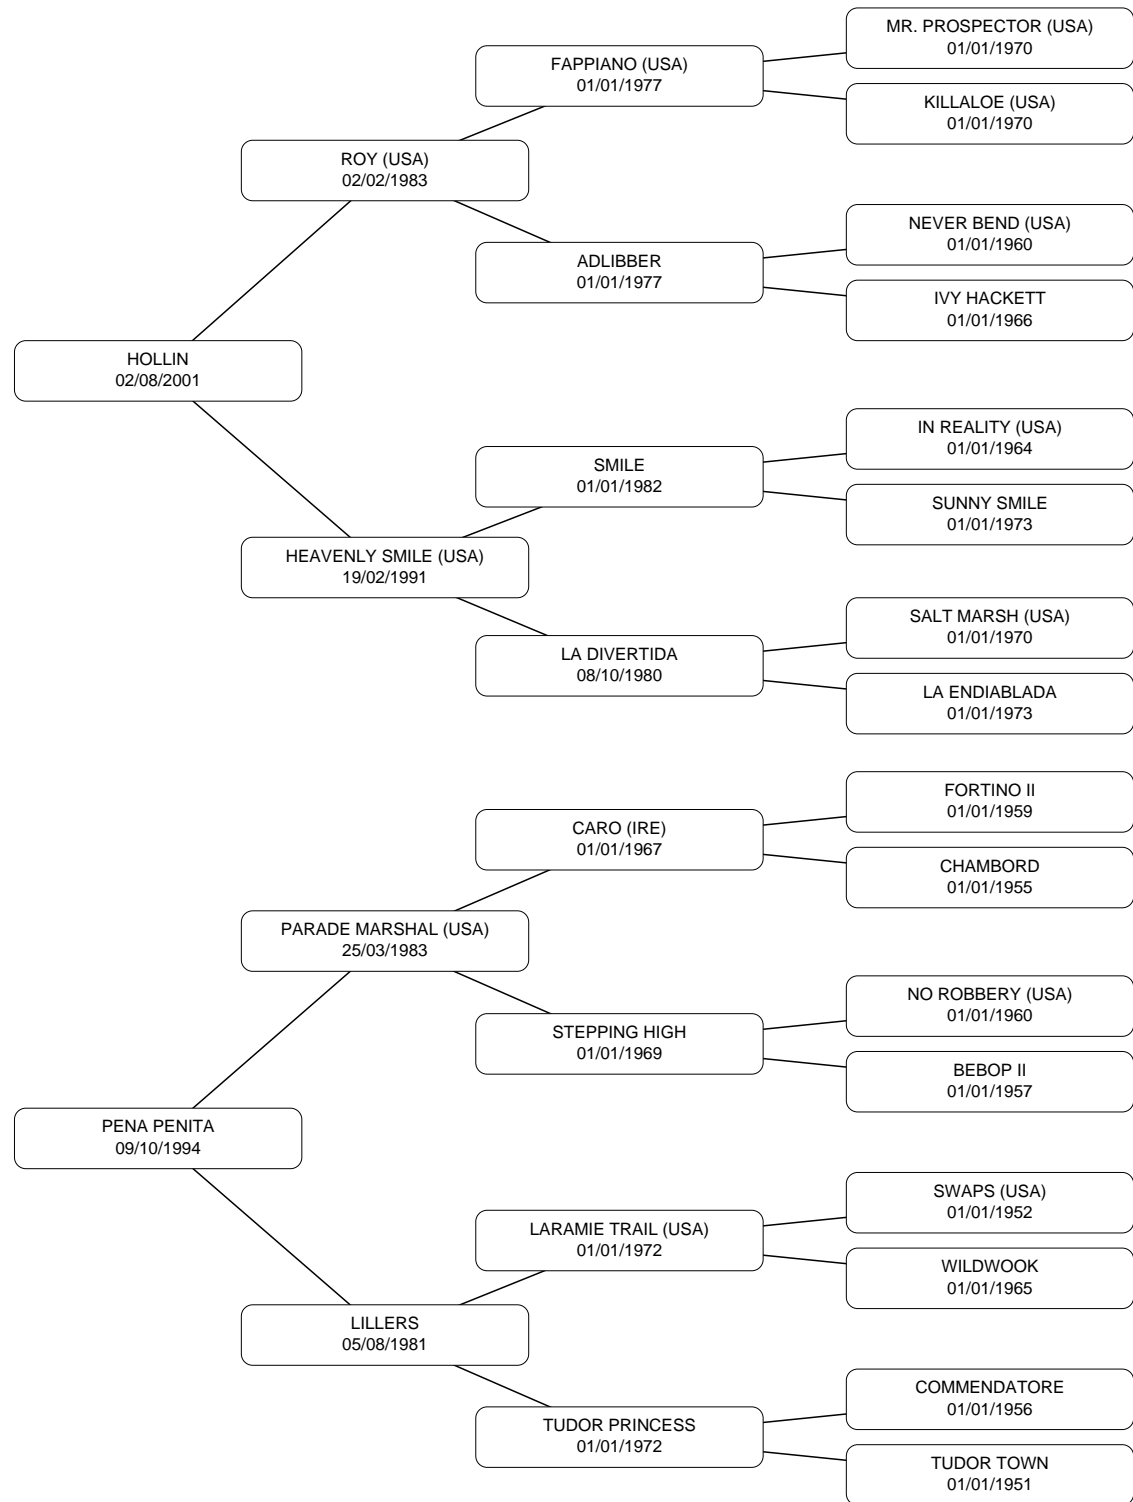 MR. PROSPECTOR (USA)
01/01/1970
FAPPIANO (USA)
01/01/1977
KILLALOE (USA)
01/01/1970
ROY (USA)
02/02/1983
NEVER BEND (USA)
01/01/1960
ADLIBBER
01/01/1977
IVY HACKETT
01/01/1966
HOLLIN
02/08/2001
IN REALITY (USA)
01/01/1964
SMILE
01/01/1982
SUNNY SMILE
01/01/1973
HEAVENLY SMILE (USA)
19/02/1991
SALT MARSH (USA)
01/01/1970
LA DIVERTIDA
08/10/1980
LA ENDIABLADA
01/01/1973
FORTINO II
01/01/1959
CARO (IRE)
01/01/1967
CHAMBORD
01/01/1955
PARADE MARSHAL (USA)
25/03/1983
NO ROBBERY (USA)
01/01/1960
STEPPING HIGH
01/01/1969
BEBOP II
01/01/1957
PENA PENITA
09/10/1994
SWAPS (USA)
01/01/1952
LARAMIE TRAIL (USA)
01/01/1972
WILDWOOK
01/01/1965
LILLERS
05/08/1981
COMMENDATORE
01/01/1956
TUDOR PRINCESS
01/01/1972
TUDOR TOWN
01/01/1951